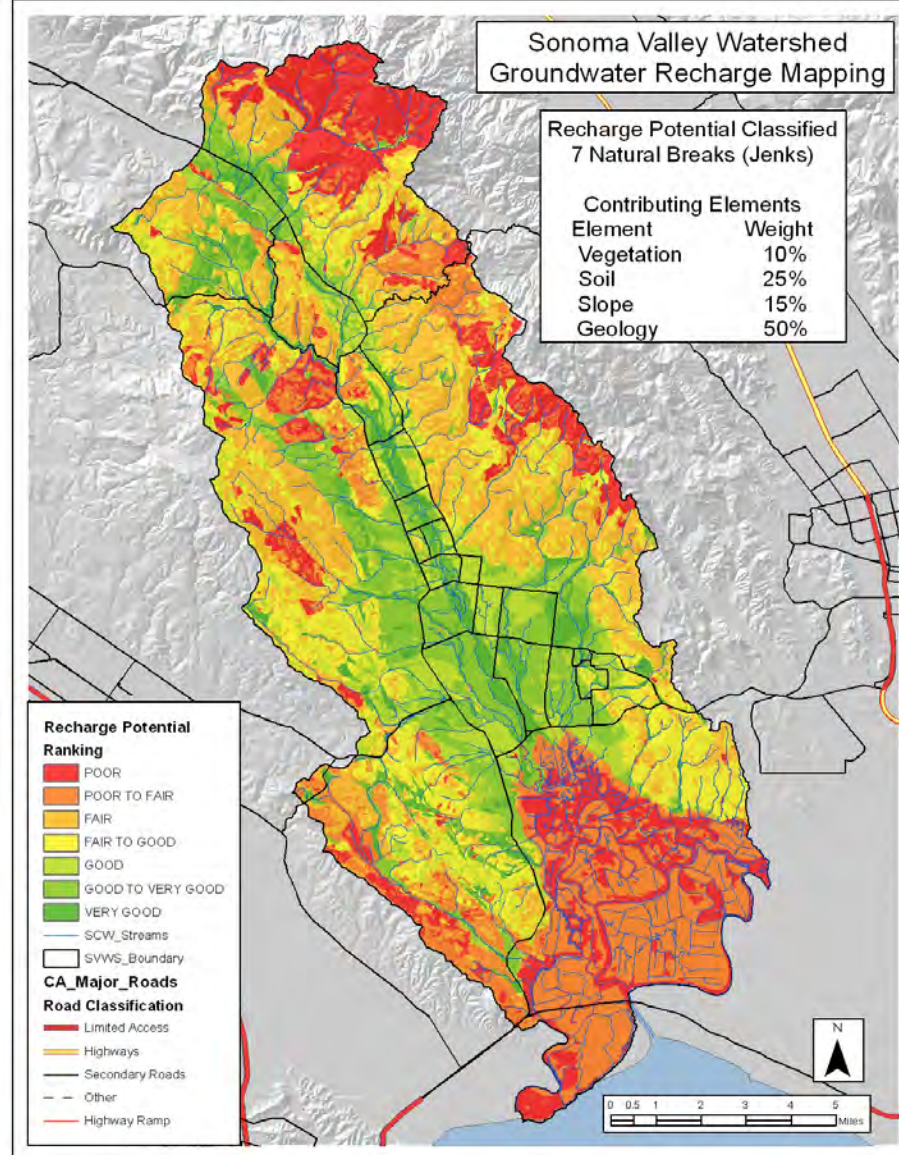 Sonoma Valley Watershed
Groundwater Recharge Mapping
Recharge Potential Classified
7 Natural Breaks (Jenks)
Contributing Elements
Element Weight
Vegetation 10%
Soil 25%
Slope 15%
Geology 50%
Recharge Potential
Ranking
POOR
POOR TO FAIR
FAIR
FAIR TO GOOD
GOOD
GOOD TO VERY GOOD
VERY GOOD
SCW_Streams
SVWS_Boundary
CA_Major_Roads
Road Classification
Limited Access
Highways
Secondary Roads
Other
Highway Ramp
N
0 0.5 1 2 3 4 5
Miles